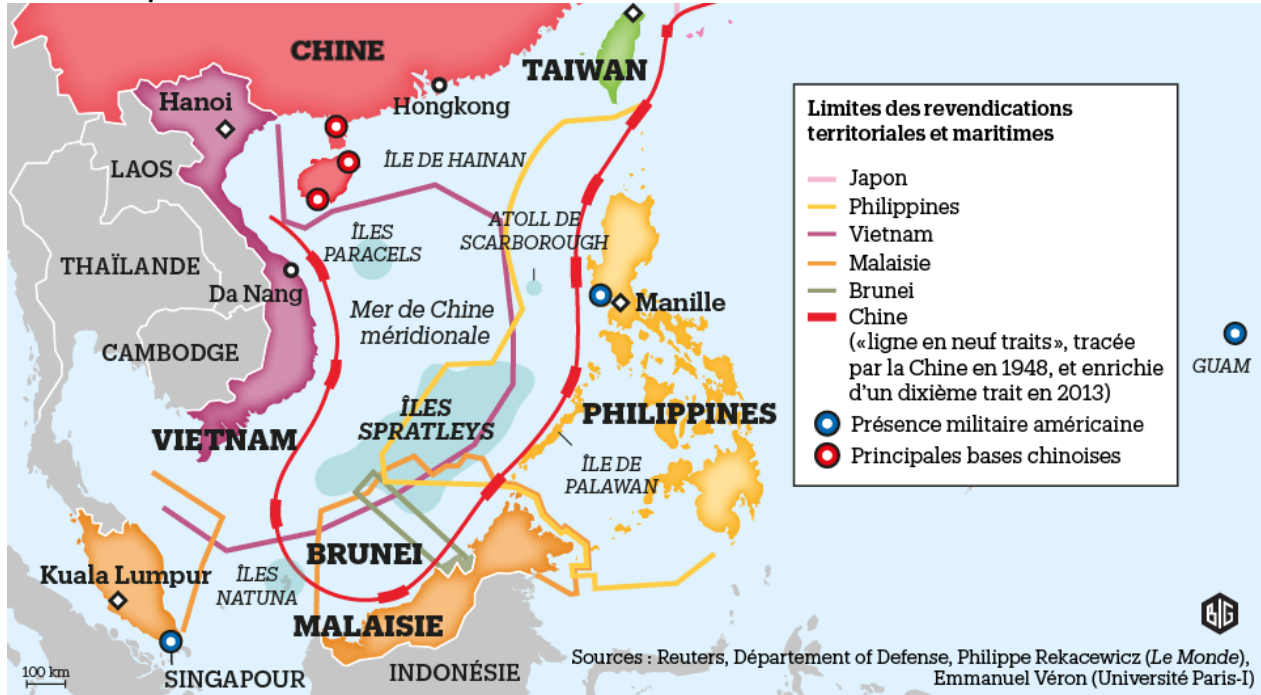 CHINE
TAIWAN
Hanoi
Hongkong
LAOS
ÎLE DE HAINAN
ÎLES
PARACELS
ATOLL DE
SCARBOROUGH
THAÏLANDE
Da Nang
Mer de Chine
méridionale
Manille
CAMBODGE
ÎLES
SPRATLEYS
PHILIPPINES
VIETNAM
ÎLE DE
PALAWAN
BRUNEI
Kuala Lumpur
ÎLES
NATUNA
MALAISIE
SINGAPOUR
INDONÉSIE
100 km
GUAM
Limites des revendications
territoriales et maritimes
Japon
Philippines
Vietnam
Malaisie
Brunei
Chine
(«ligne en neuf traits», tracée
par la Chine en 1948, et enrichie
d'un dixième trait en 2013)
Présence militaire américaine
Principales bases chinoises
BIG
Sources : Reuters, Département of Defense, Philippe Rekacewicz (Le Monde),
Emmanuel Véron (Université Paris-I)